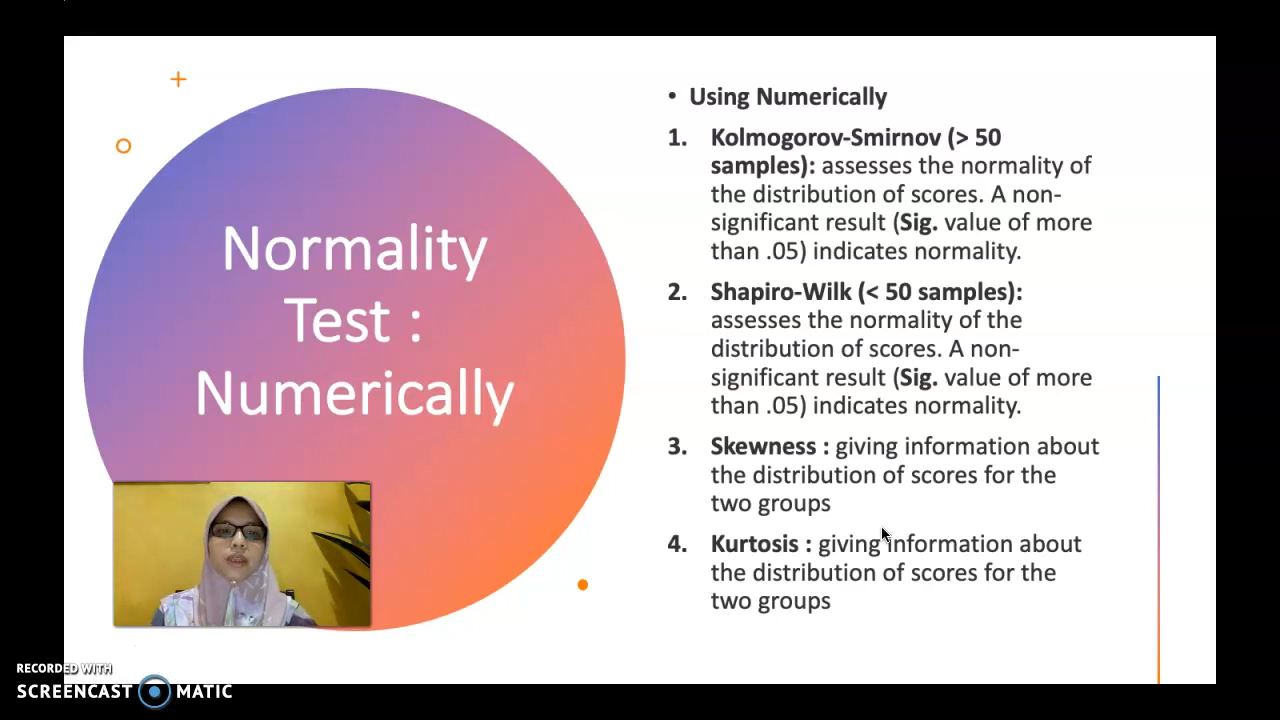 Normality
Test :
Numerically
• Using Numerically
1. Kolmogorov-Smirnov (> 50
samples): assesses the normality of
the distribution of scores. A non-
significant result (Sig. value of more
than .05) indicates normality.
2. Shapiro-Wilk (< 50 samples):
assesses the normality of the
distribution of scores. A non-
significant result (Sig. value of more
than .05) indicates normality.
3. Skewness : giving information about
the distribution of scores for the
two groups
4. Kurtosis : giving information about
the distribution of scores for the
two groups
RECORDED WITH
SCREENCAST MATIC